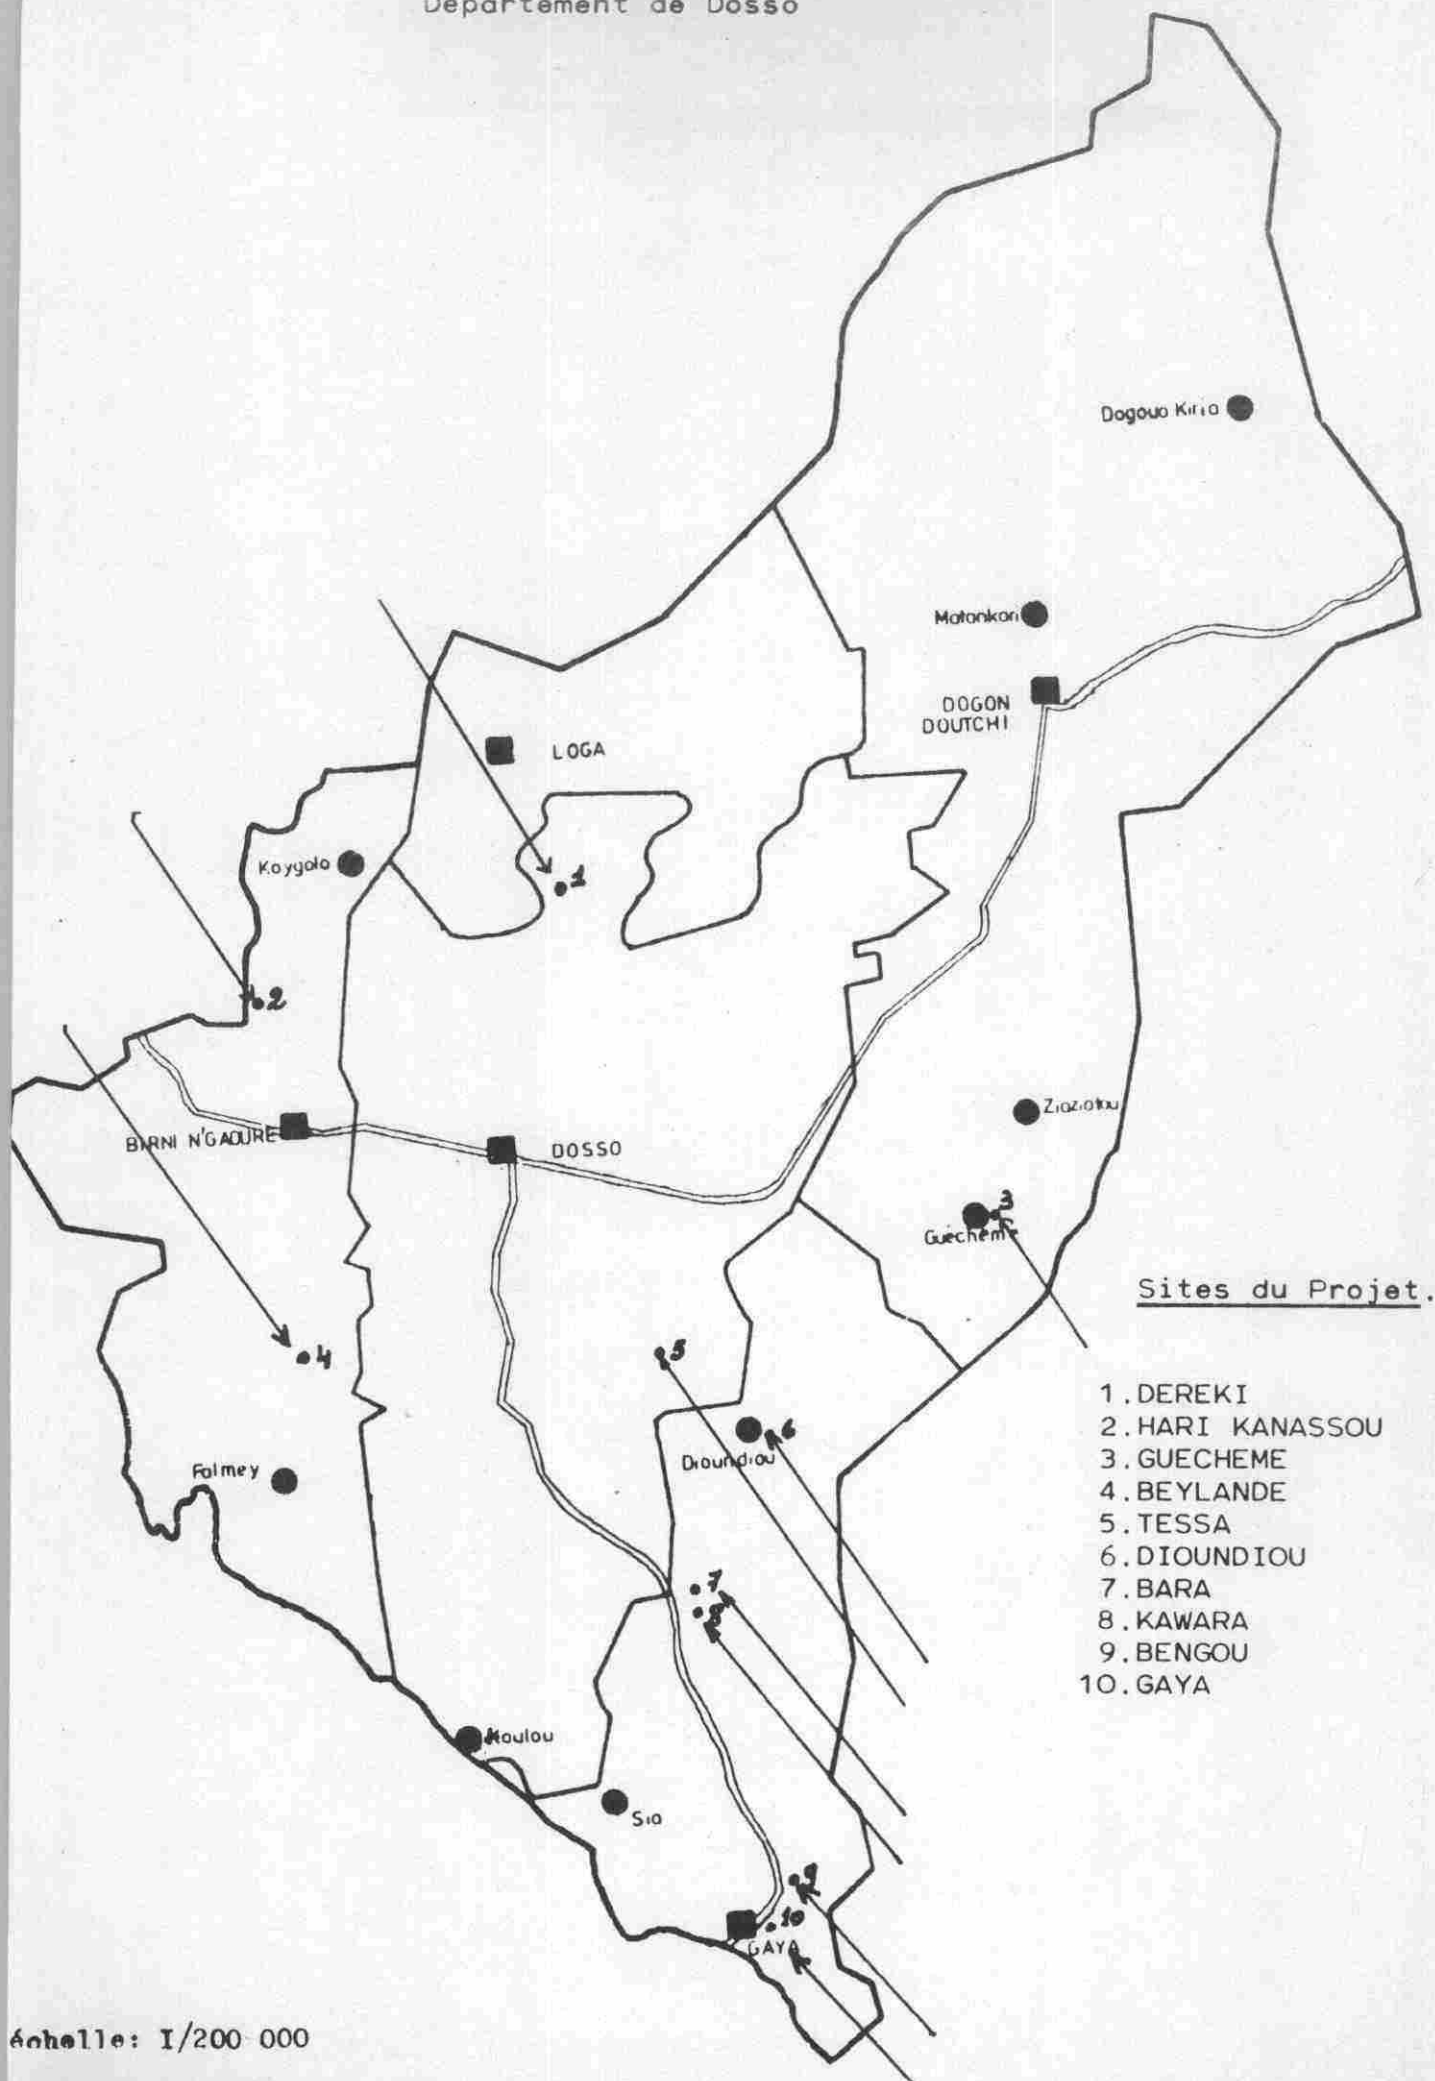 Département de Dosso
Dogouo Kiria
Matankari
DOGON
DOUTCHI
LOGA
Koygolo
1
2
BIRNI N'GAOURE
DOSSO
Ziaziatou
3
Guécheme
Sites du Projet.
4
5
1.DEREKI
2.HARI KANASSOU
3.GUECHEME
4.BEYLANDE
5.TESSA
6.DIOUNDIOU
7.BARA
8.KAWARA
9.BENGOU
10.GAYA
6
Dioundiou
Falmey
7
8
Koulou
Sia
9
10
GAYA
échelle: I/200 000